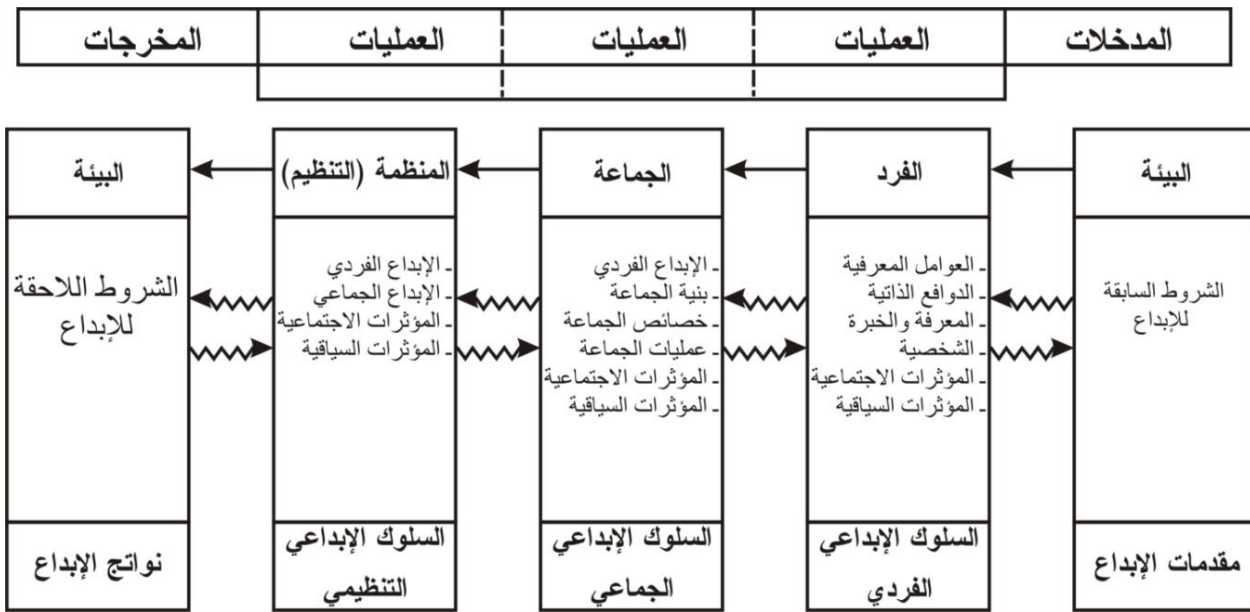 المدخلات
العمليات
العمليات
العمليات
المخرجات
البيئة
الشروط السابقة
للإبداع
مقدمات الإبداع
الفرد
ـ العوامل المعرفية
ـ الدوافع الذاتية
ـ المعرفة والخبرة
ـ الشخصية
ـ المؤثرات الاجتماعية
ـ المؤثرات السياقية
السلوك الإبداعي
الفردي
الجماعة
ـ الإبداع الفردي
ـ بنية الجماعة
ـ خصائص الجماعة
ـ عمليات الجماعة
ـ المؤثرات الاجتماعية
ـ المؤثرات السياقية
السلوك الإبداعي
الجماعي
المنظمة (التنظيم)
ـ الإبداع الفردي
ـ الإبداع الجماعي
ـ المؤثرات الاجتماعية
ـ المؤثرات السياقية
السلوك الإبداعي
التنظيمي
البيئة
الشروط اللاحقة
للإبداع
نواتج الإبداع